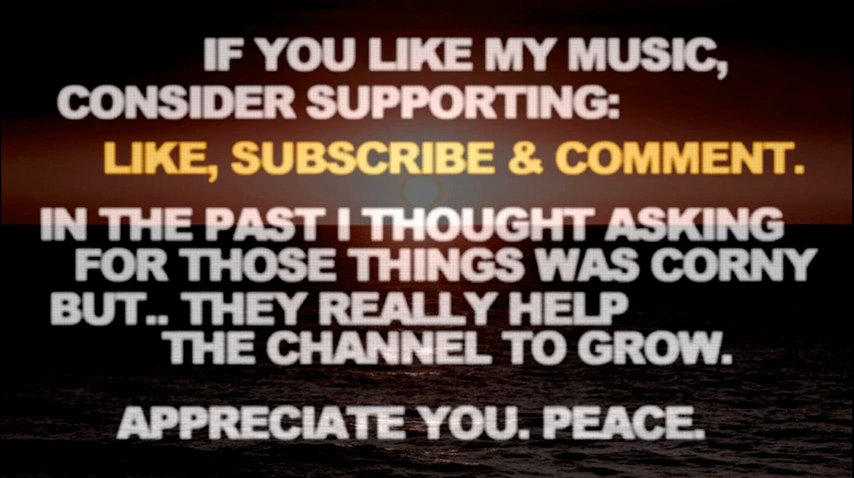 IF YOU LIKE MY MUSIC,
CONSIDER SUPPORTING:
LIKE, SUBSCRIBE & COMMENT.
IN THE PAST I THOUGHT ASKING
FOR THOSE THINGS WAS CORNY
BUT.. THEY REALLY HELP
THE CHANNEL TO GROW.
APPRECIATE YOU. PEACE.